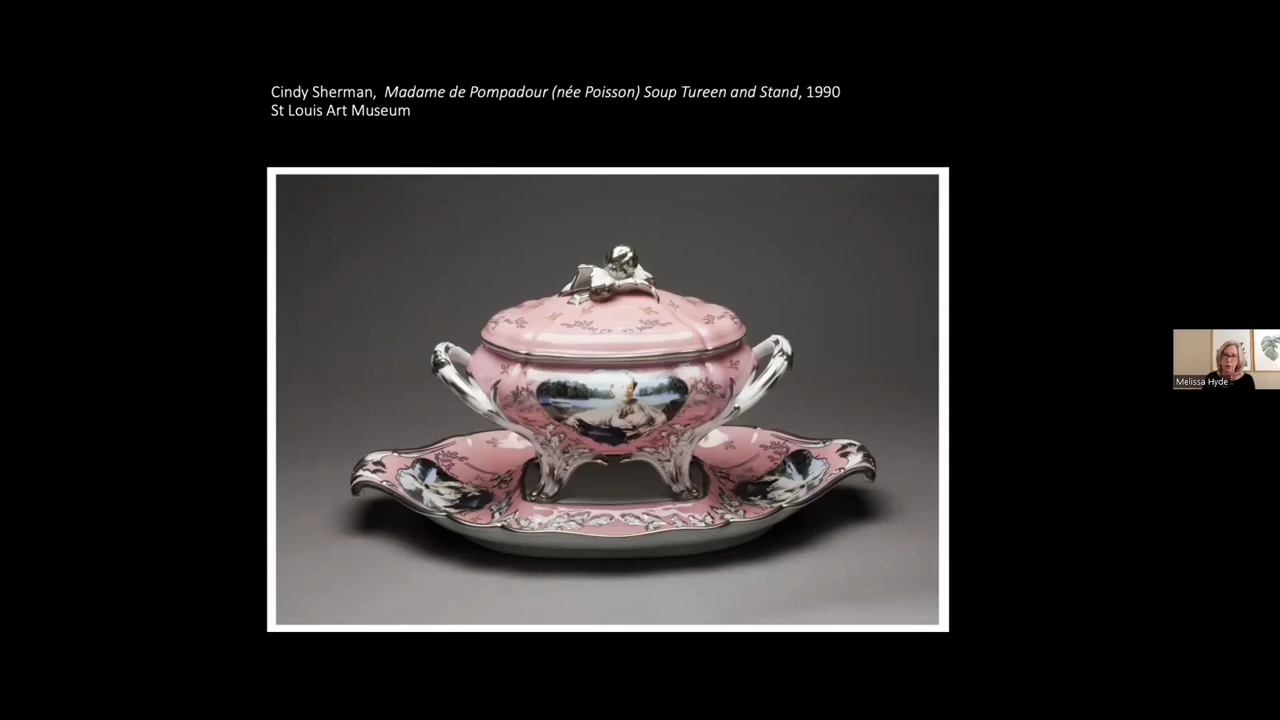 Cindy Sherman, Madame de Pompadour (née Poisson) Soup Tureen and Stand, 1990
St Louis Art Museum
Melissa Hyde